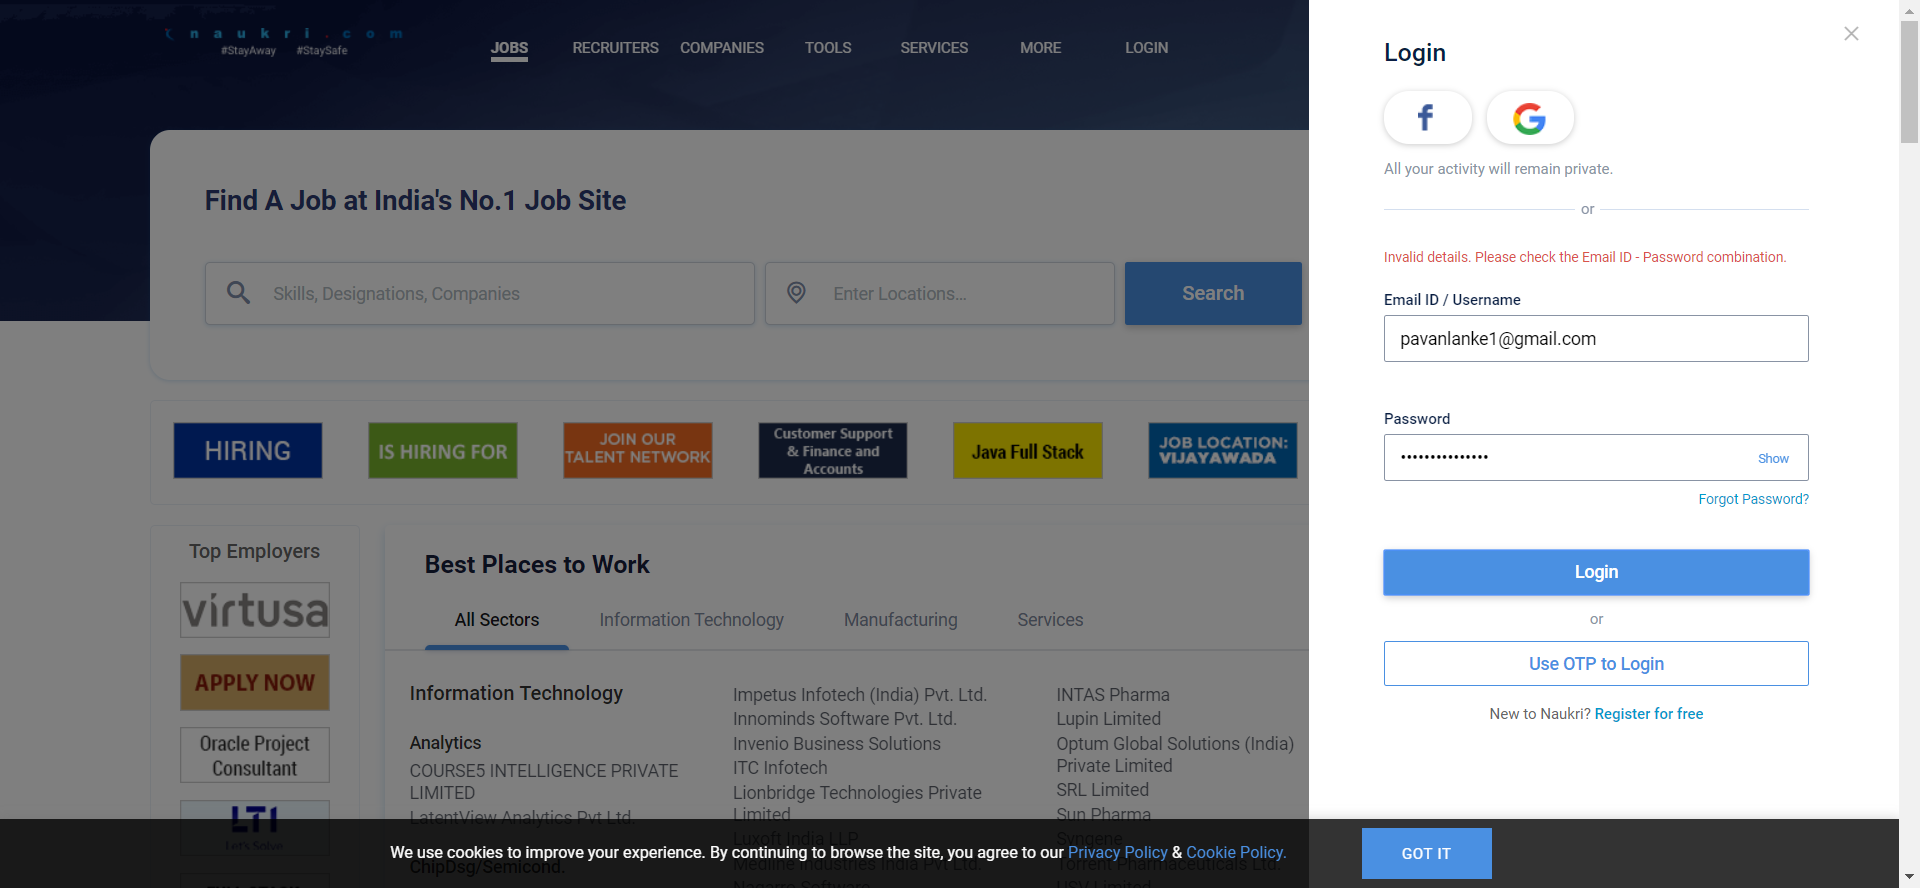 naukri.com
#StayAway #StaySafe
JOBS RECRUITERS COMPANIES TOOLS SERVICES MORE LOGIN
Find A Job at India's No.1 Job Site
Skills, Designations, Companies
Enter Locations...
Search
HIRING
IS HIRING FOR
JOIN OUR
TALENT NETWORK
Customer Support
& Finance and
Accounts
Java Full Stack
JOB LOCATION:
VIJAYAWADA
Top Employers
virtusa
APPLY NOW
Oracle Project
Consultant
LTI
Let's Solve
Best Places to Work
All Sectors Information Technology Manufacturing Services
Information Technology
Analytics
COURSE5 INTELLIGENCE PRIVATE
LIMITED
LatentView Analytics Pvt Ltd.
ChipDsg/Semicond.
Impetus Infotech (India) Pvt. Ltd.
Innominds Software Pvt. Ltd.
Invenio Business Solutions
ITC Infotech
Lionbridge Technologies Private
Limited
Luxoft India LLP
Medline Industries India Pvt Ltd.
Nagarro Software
INTAS Pharma
Lupin Limited
Optum Global Solutions (India)
Private Limited
SRL Limited
Sun Pharma
Syngene
Torrent Pharmaceuticals Ltd.
USV Limited
Login
f G
All your activity will remain private.
or
Invalid details. Please check the Email ID - Password combination.
Email ID / Username
pavanlanke1@gmail.com
Password
•••••••••••••••
Show
Forgot Password?
Login
or
Use OTP to Login
New to Naukri? Register for free
We use cookies to improve your experience. By continuing to browse the site, you agree to our Privacy Policy & Cookie Policy.
GOT IT